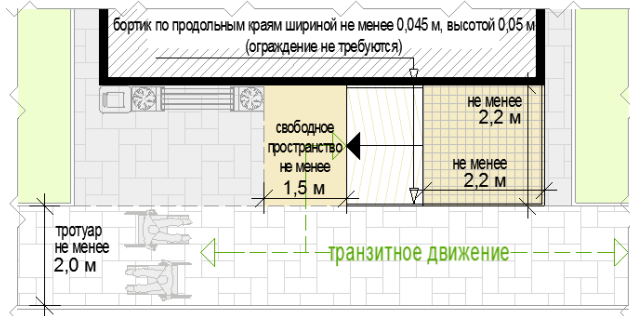 бортик по продольным краям шириной не менее 0,045 м, высотой 0,05 м
(ограждение не требуются)
не менее
2,2 м
свободное
пространство
не менее
1,5 м
не менее
2,2 м
тротуар
не менее
2,0 м
транзитное движение